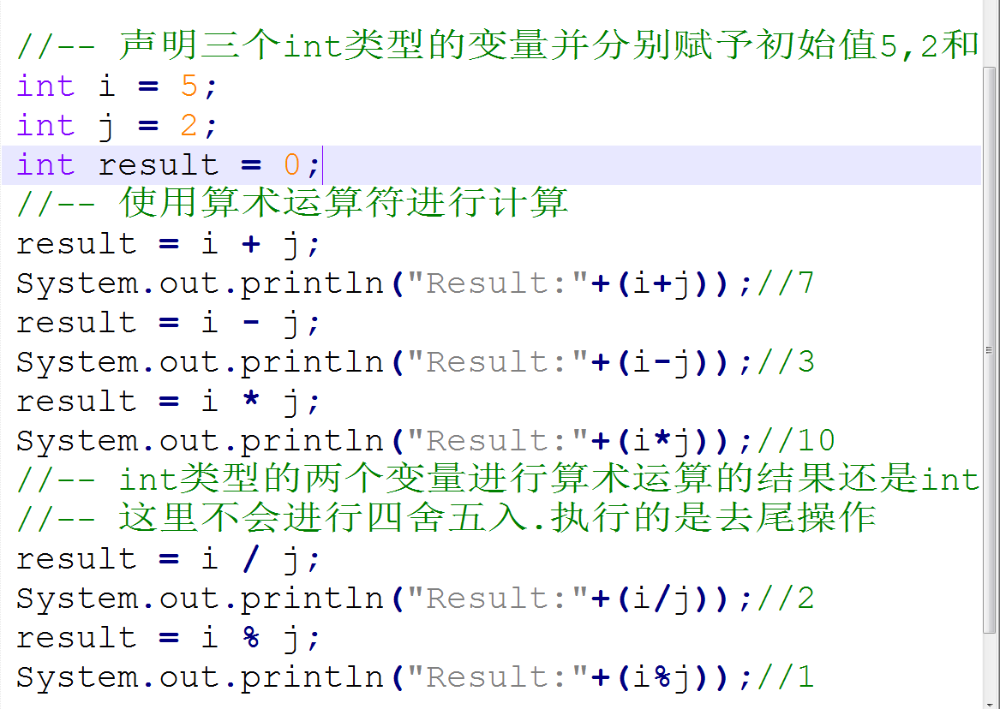 //-- 声明三个int类型的变量并分别赋予初始值5,2和
int i = 5;
int j = 2;
int result = 0;
//-- 使用算术运算符进行计算
result = i + j;
System.out.println("Result:"+(i+j));//7
result = i - j;
System.out.println("Result:"+(i-j));//3
result = i * j;
System.out.println("Result:"+(i*j));//10
//-- int类型的两个变量进行算术运算的结果还是int
//-- 这里不会进行四舍五入.执行的是去尾操作
result = i / j;
System.out.println("Result:"+(i/j));//2
result = i % j;
System.out.println("Result:"+(i%j));//1